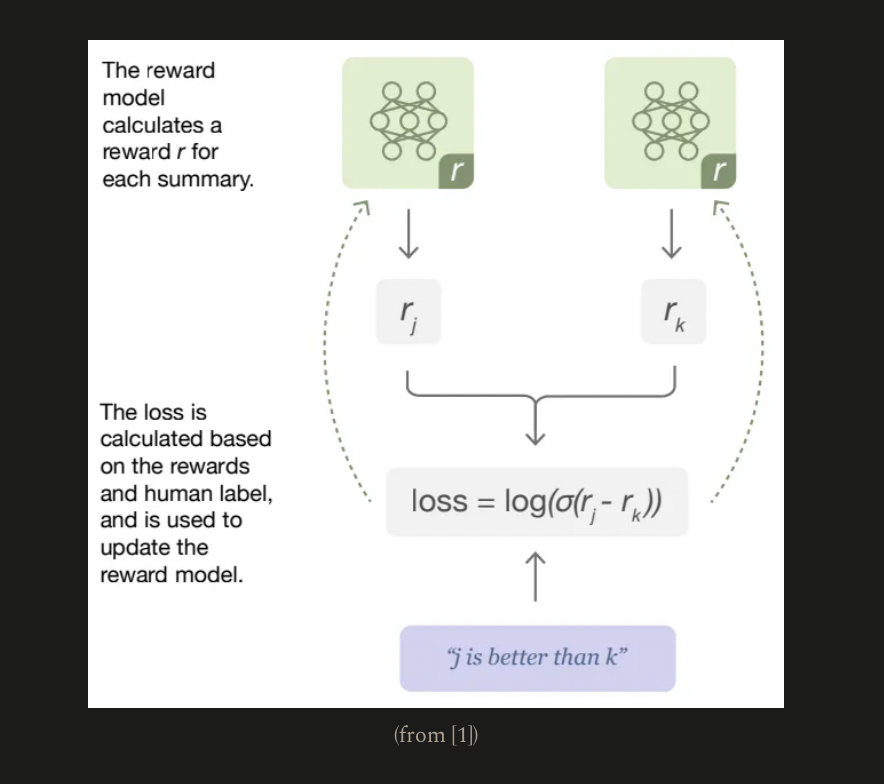 The reward
model
calculates a
reward r for
each summary.
r
r
r_j
r_k
The loss is
calculated based
on the rewards
and human label,
and is used to
update the
reward model.
loss = log(σ(r_j - r_k))
“j is better than k”
(from [1])